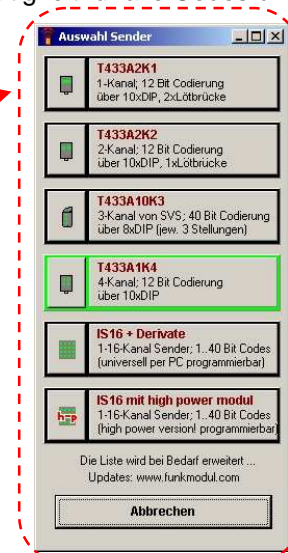 Auswahl Sender
T433A2K1
1-Kanal; 12 Bit Codierung
über 10xDIP, 2xLötbrücke
T433A2K2
2-Kanal; 12 Bit Codierung
über 10xDIP, 1xLötbrücke
T433A10K3
3-Kanal von SVS; 40 Bit Codierung
über 8xDIP (jew. 3 Stellungen)
T433A1K4
4-Kanal; 12 Bit Codierung
über 10xDIP
IS16 + Derivate
1-16-Kanal Sender; 1..40 Bit Codes
(universell per PC programmierbar)
IS16 mit high power modul
1-16-Kanal Sender; 1..40 Bit Codes
(high power version! programmierbar)
Die Liste wird bei Bedarf erweitert ...
Updates: www.funkmodul.com
Abbrechen